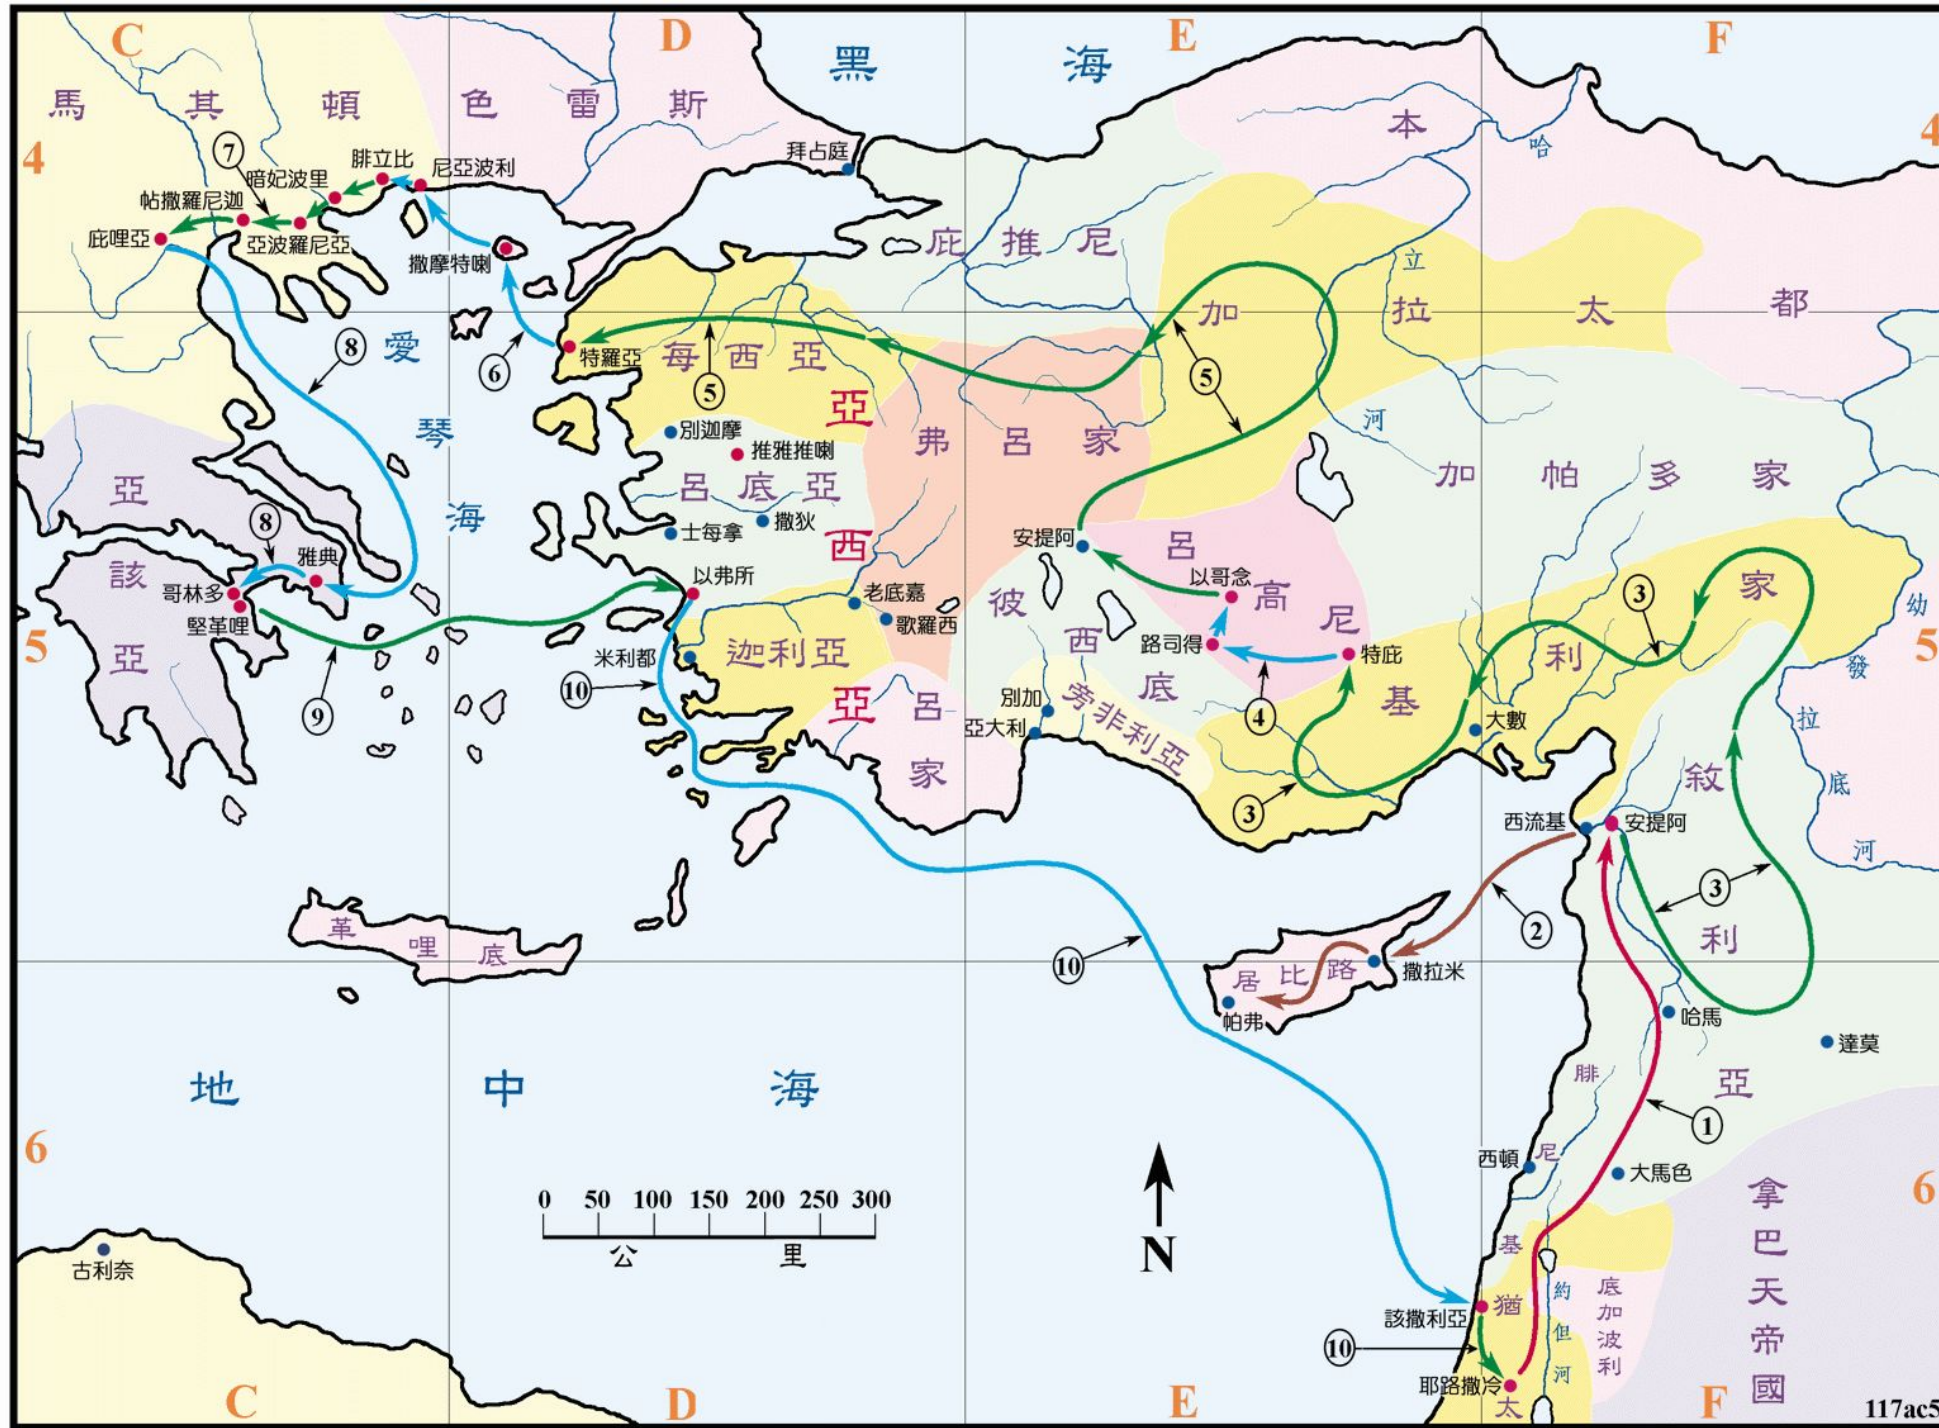 C
D
E
F
黑海
馬其頓
色雷斯
本
都
4
4
哈
立
河
⑦
腓立比
尼亞波利
暗妃波里
帖撒羅尼迦
亞波羅尼亞
庇哩亞
撒摩特喇
拜占庭
庇推尼
加拉太
特羅亞
每西亞
⑥
⑤
⑤
⑧
愛琴海
別迦摩
推雅推喇
呂底亞
撒狄
士每拿
亞西亞
弗呂家
加帕多家
亞該亞
⑧
雅典
哥林多
堅革哩
以弗所
老底嘉
歌羅西
米利都
迦利亞
安提阿
呂高尼
以哥念
路司得
特庇
彼西底
別加
亞大利
旁非利亞
呂家
基利家
大數
③
③
④
5
5
⑨
⑩
幼發拉底河
西流基
安提阿
敘利亞
③
②
革哩底
⑩
居比路
撒拉米
帕弗
哈馬
達莫
地中海
腓尼基
①
6
6
西頓
大馬色
拿巴天帝國
0 50 100 150 200 250 300
公里
N
古利奈
該撒利亞
猶太
約但河
底加波利
⑩
耶路撒冷
C
D
E
F
117ac5